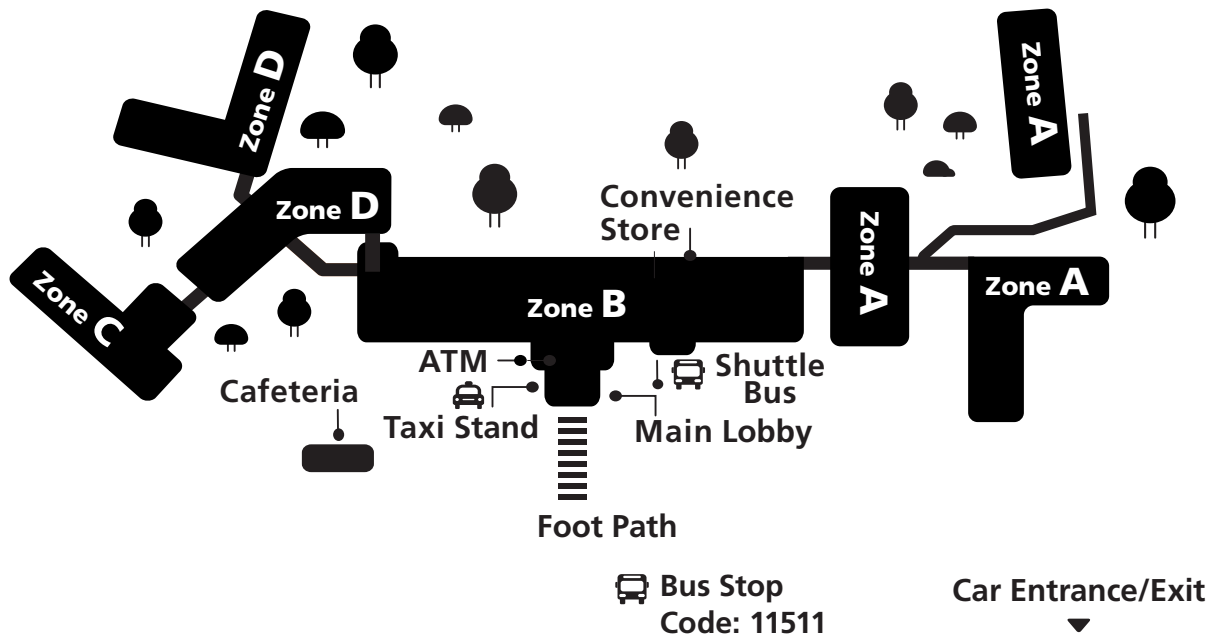 Zone D
Zone A
Zone D
Convenience
Store
Zone A
Zone C
Zone B
Zone A
ATM
Shuttle
Bus
Cafeteria
Taxi Stand
Main Lobby
Foot Path
Bus Stop
Code: 11511
Car Entrance/Exit